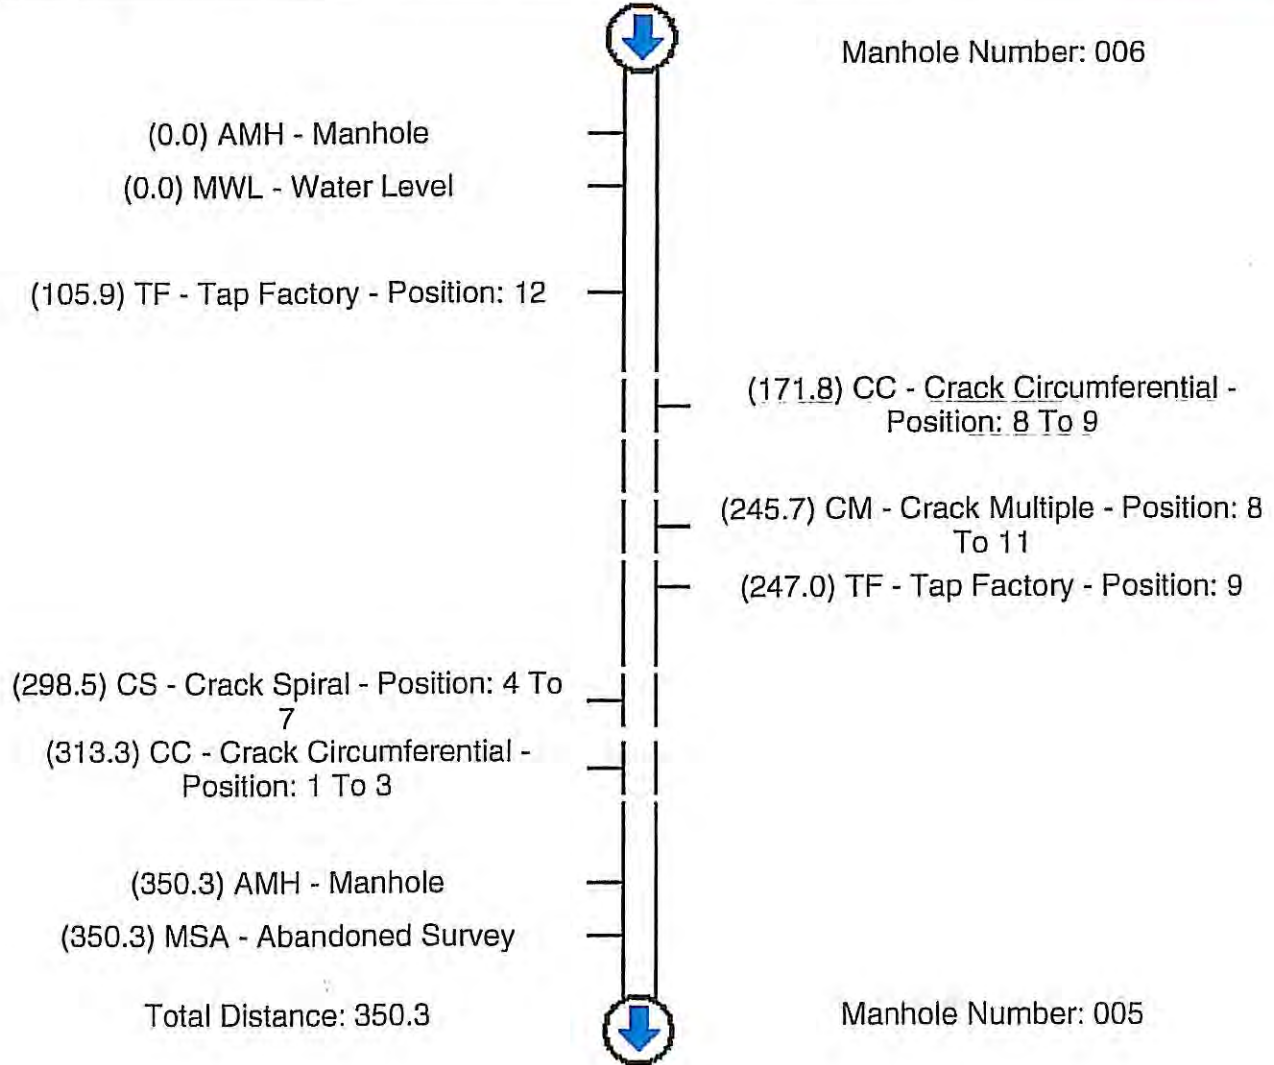 Manhole Number: 006
(0.0) AMH - Manhole
(0.0) MWL - Water Level
(105.9) TF - Tap Factory - Position: 12
(171.8) CC - Crack Circumferential -
Position: 8 To 9
(245.7) CM - Crack Multiple - Position: 8
To 11
(247.0) TF - Tap Factory - Position: 9
(298.5) CS - Crack Spiral - Position: 4 To
7
(313.3) CC - Crack Circumferential -
Position: 1 To 3
(350.3) AMH - Manhole
(350.3) MSA - Abandoned Survey
Total Distance: 350.3
Manhole Number: 005